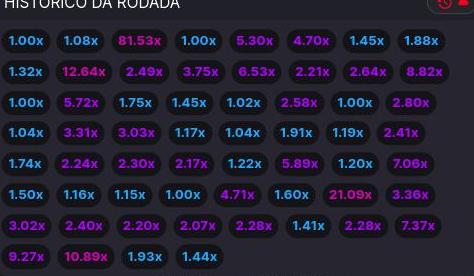 HISTÓRICO DA RODADA
1.00x 1.08x 81.53x 1.00x 5.30x 4.70x 1.45x 1.88x
1.32x 12.64x 2.49x 3.75x 6.53x 2.21x 2.64x 8.82x
1.00x 5.72x 1.75x 1.45x 1.02x 2.58x 1.00x 2.80x
1.04x 3.31x 3.03x 1.17x 1.04x 1.91x 1.19x 2.41x
1.74x 2.24x 2.30x 2.17x 1.22x 5.89x 1.20x 7.06x
1.50x 1.16x 1.15x 1.00x 4.71x 1.60x 21.09x 3.36x
3.02x 2.40x 2.20x 2.07x 2.28x 1.41x 2.28x 7.37x
9.27x 10.89x 1.93x 1.44x